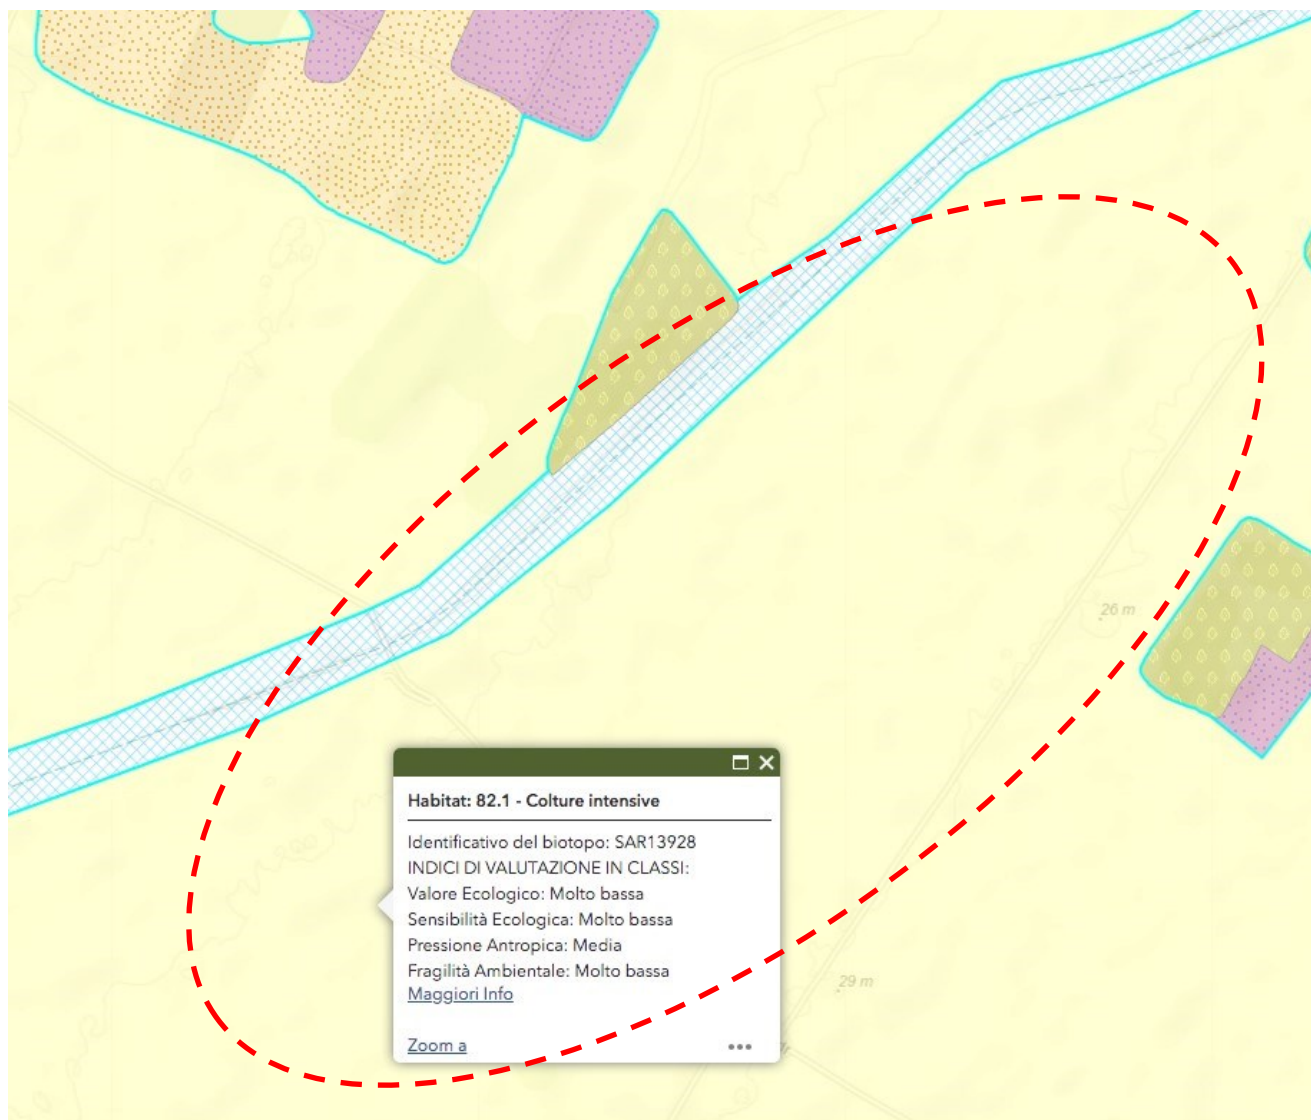 26 m
Habitat: 82.1 - Colture intensive
Identificativo del biotopo: SAR13928
INDICI DI VALUTAZIONE IN CLASSI:
Valore Ecologico: Molto bassa
Sensibilità Ecologica: Molto bassa
Pressione Antropica: Media
Fragilità Ambientale: Molto bassa
Maggiori Info
29 m
Zoom a